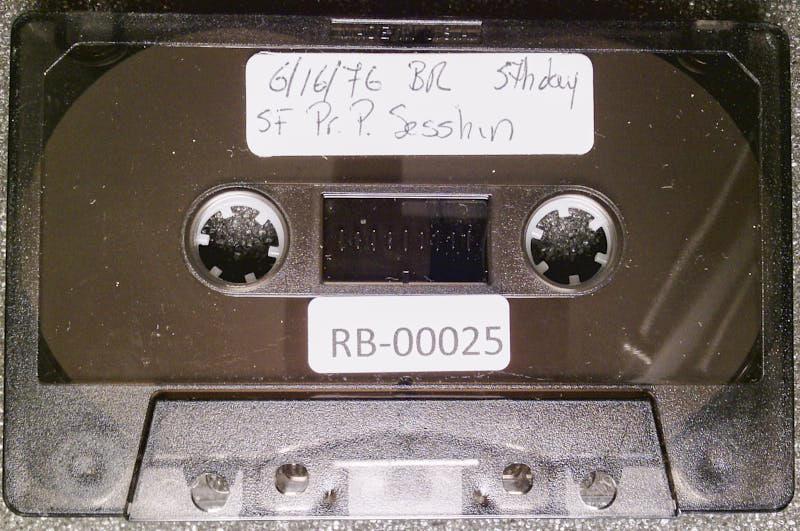 6/16/76 BR 5th day
SF Pr. P. Sesshin
RB-00025